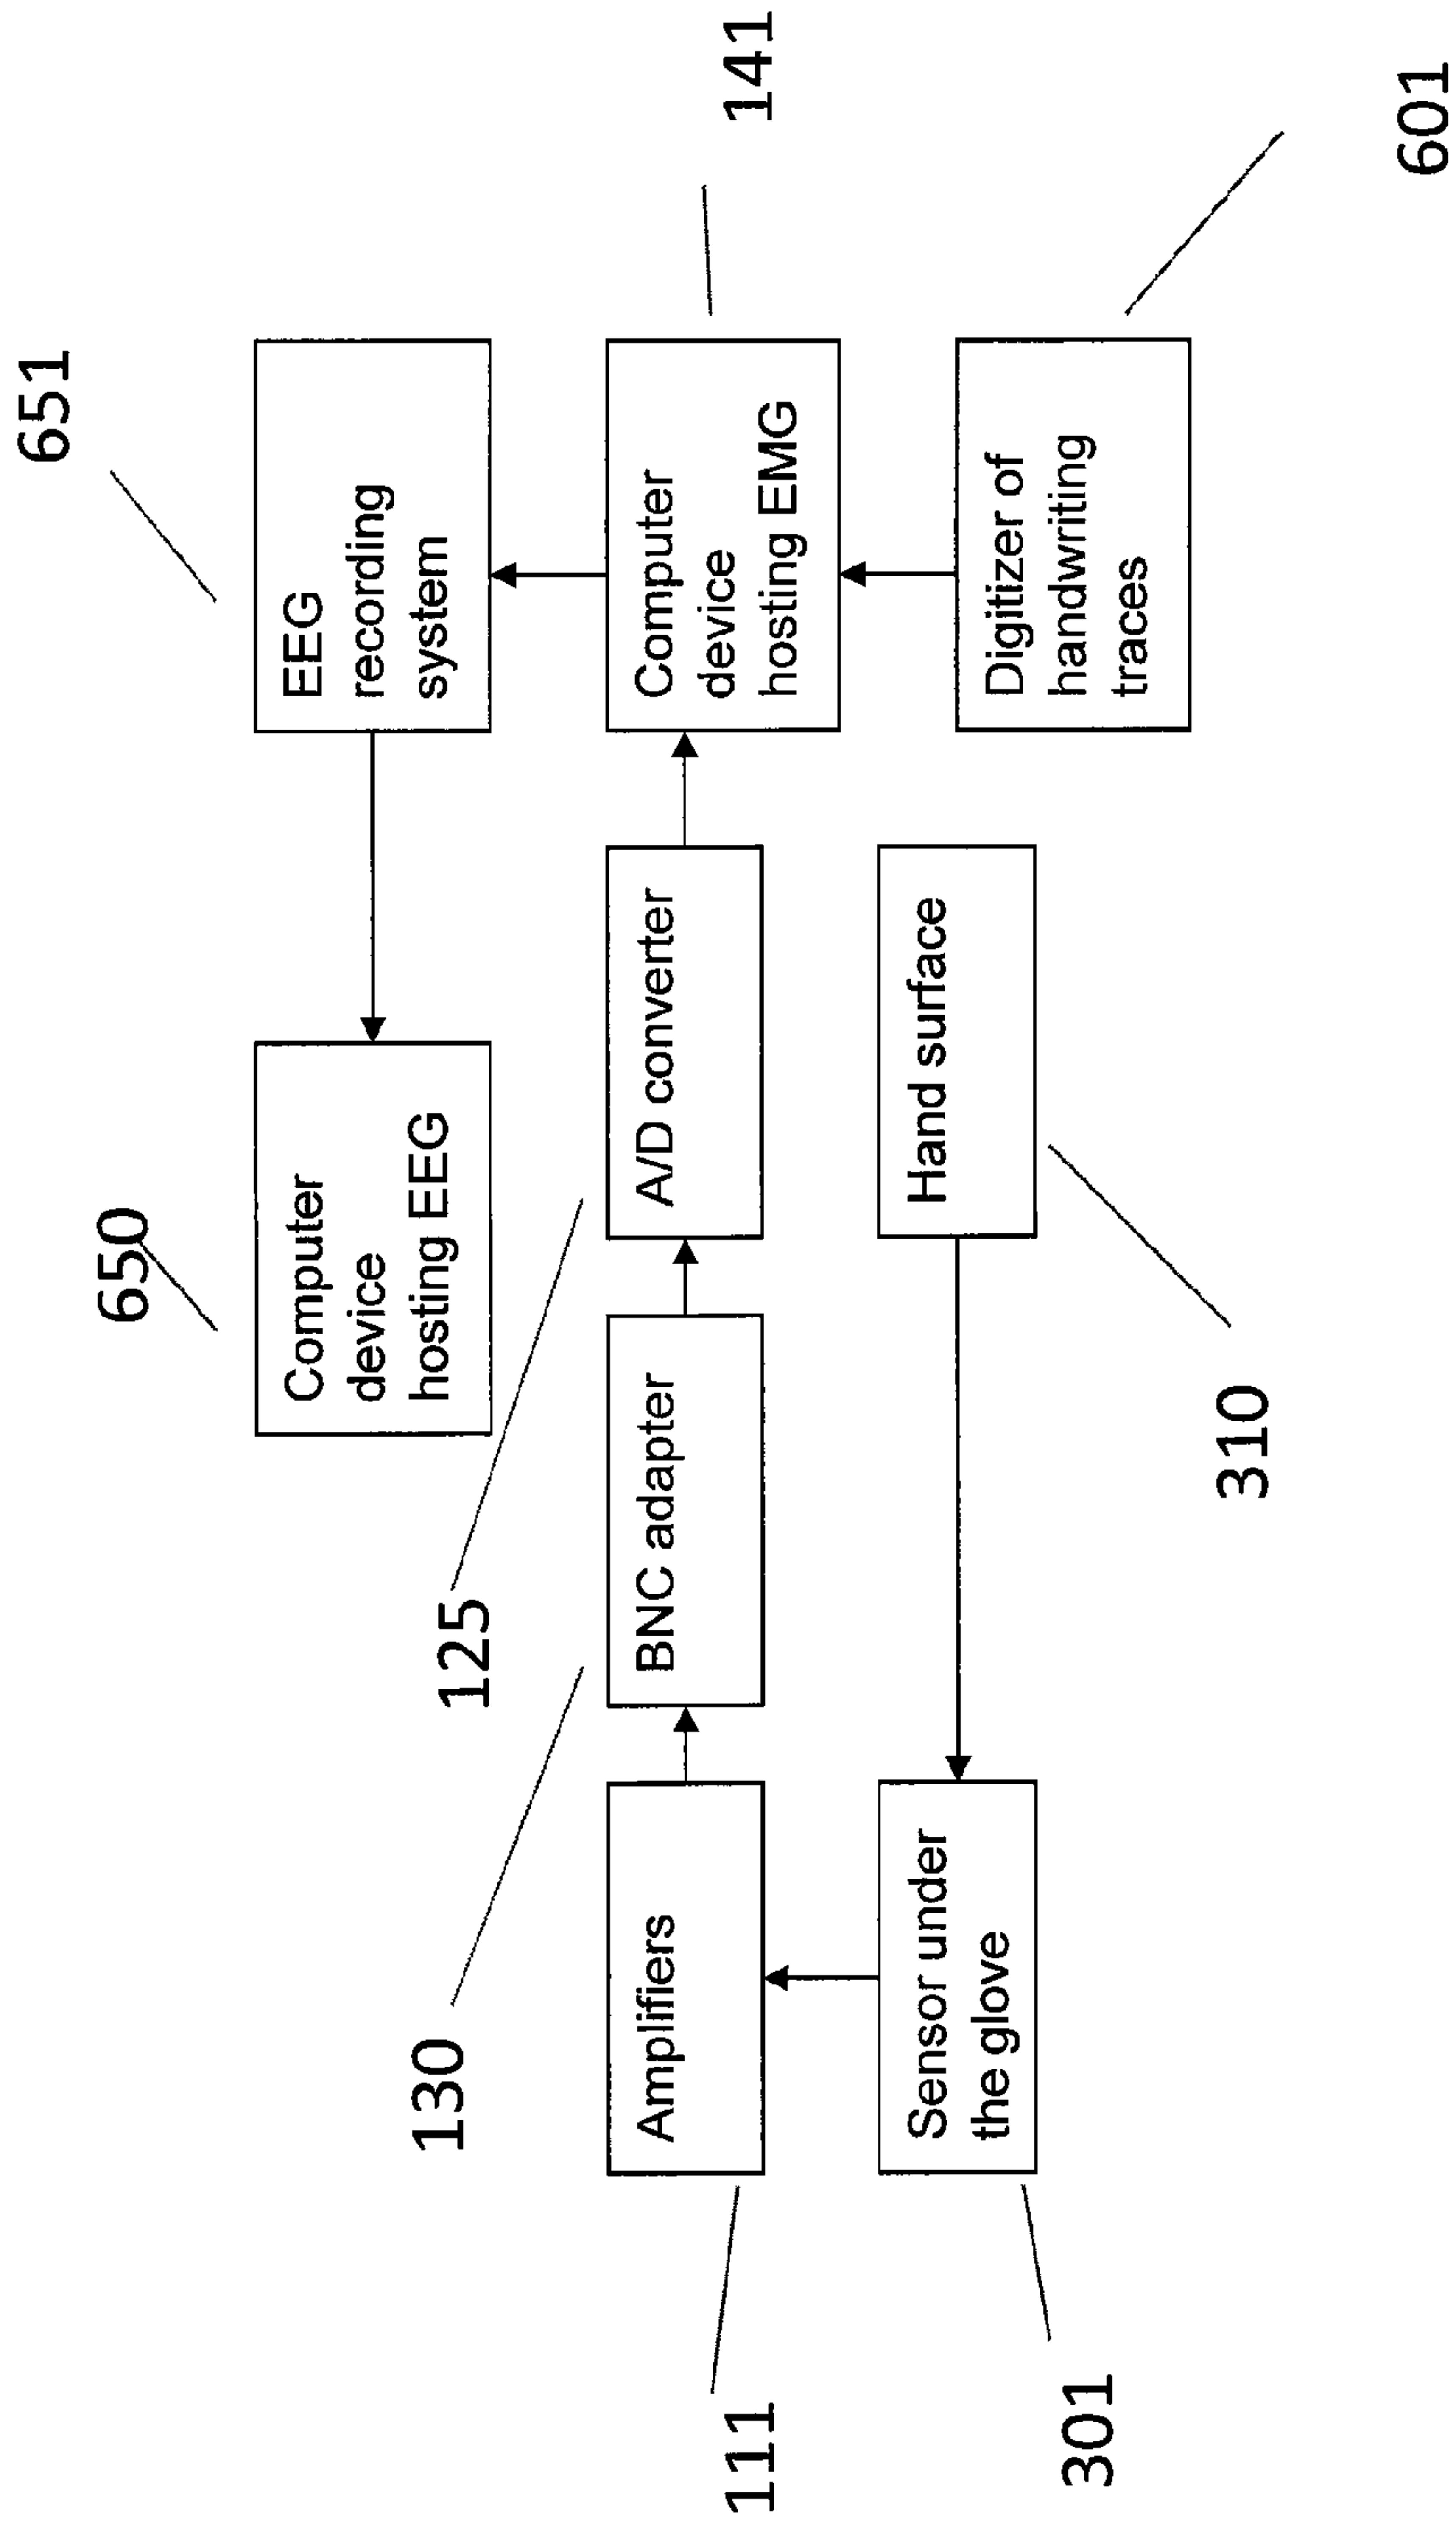 651
EEG
recording
system
650
Computer
device
hosting EEG
141
Computer
device
hosting EMG
125
A/D converter
130
BNC adapter
111
Amplifiers
301
Sensor under
the glove
310
Hand surface
601
Digitizer of
handwriting
traces